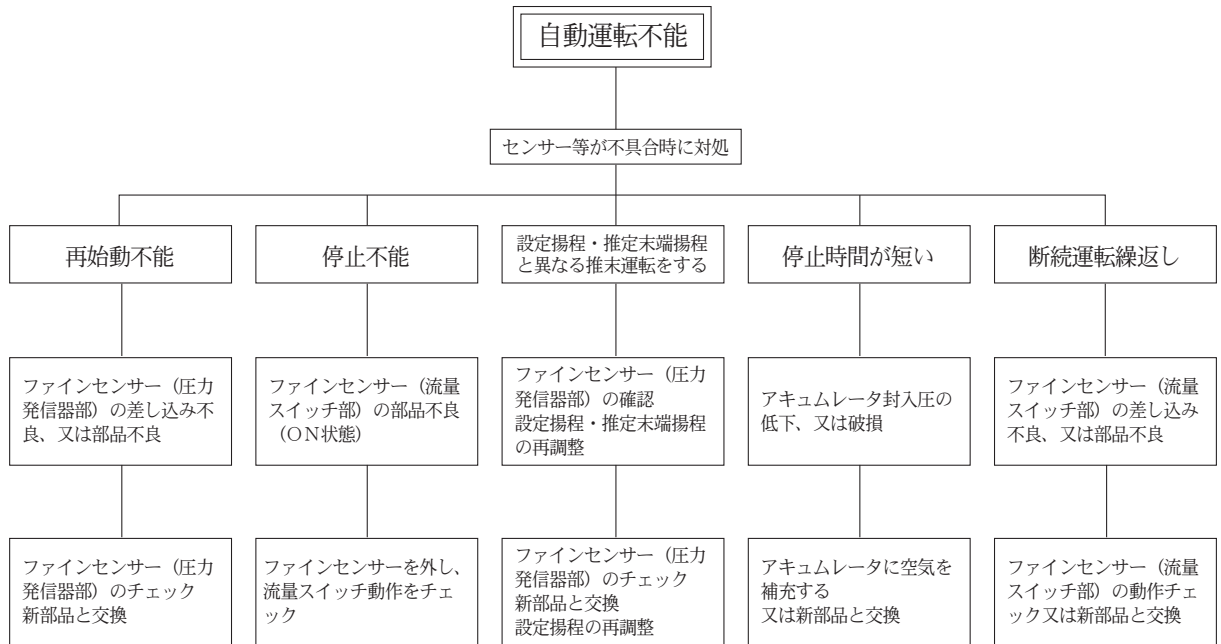 自動運転不能
センサー等が不具合時に対処
再始動不能
停止不能
設定揚程・推定末端揚程
と異なる推末運転をする
停止時間が短い
断続運転繰返し
ファインセンサー（圧力
発信器部）の差し込み不
良、又は部品不良
ファインセンサー（流量
スイッチ部）の部品不良
（ＯＮ状態）
ファインセンサー（圧力
発信器部）の確認
設定揚程・推定末端揚程
の再調整
アキュムレータ封入圧の
低下、又は破損
ファインセンサー（流量
スイッチ部）の差し込み
不良、又は部品不良
ファインセンサー（圧力
発信器部）のチェック
新部品と交換
ファインセンサーを外し、
流量スイッチ動作をチェ
ック
ファインセンサー（圧力
発信器部）のチェック
新部品と交換
設定揚程の再調整
アキュムレータに空気を
補充する
又は新部品と交換
ファインセンサー（流量
スイッチ部）の動作チ
ェック又は新部品と交換